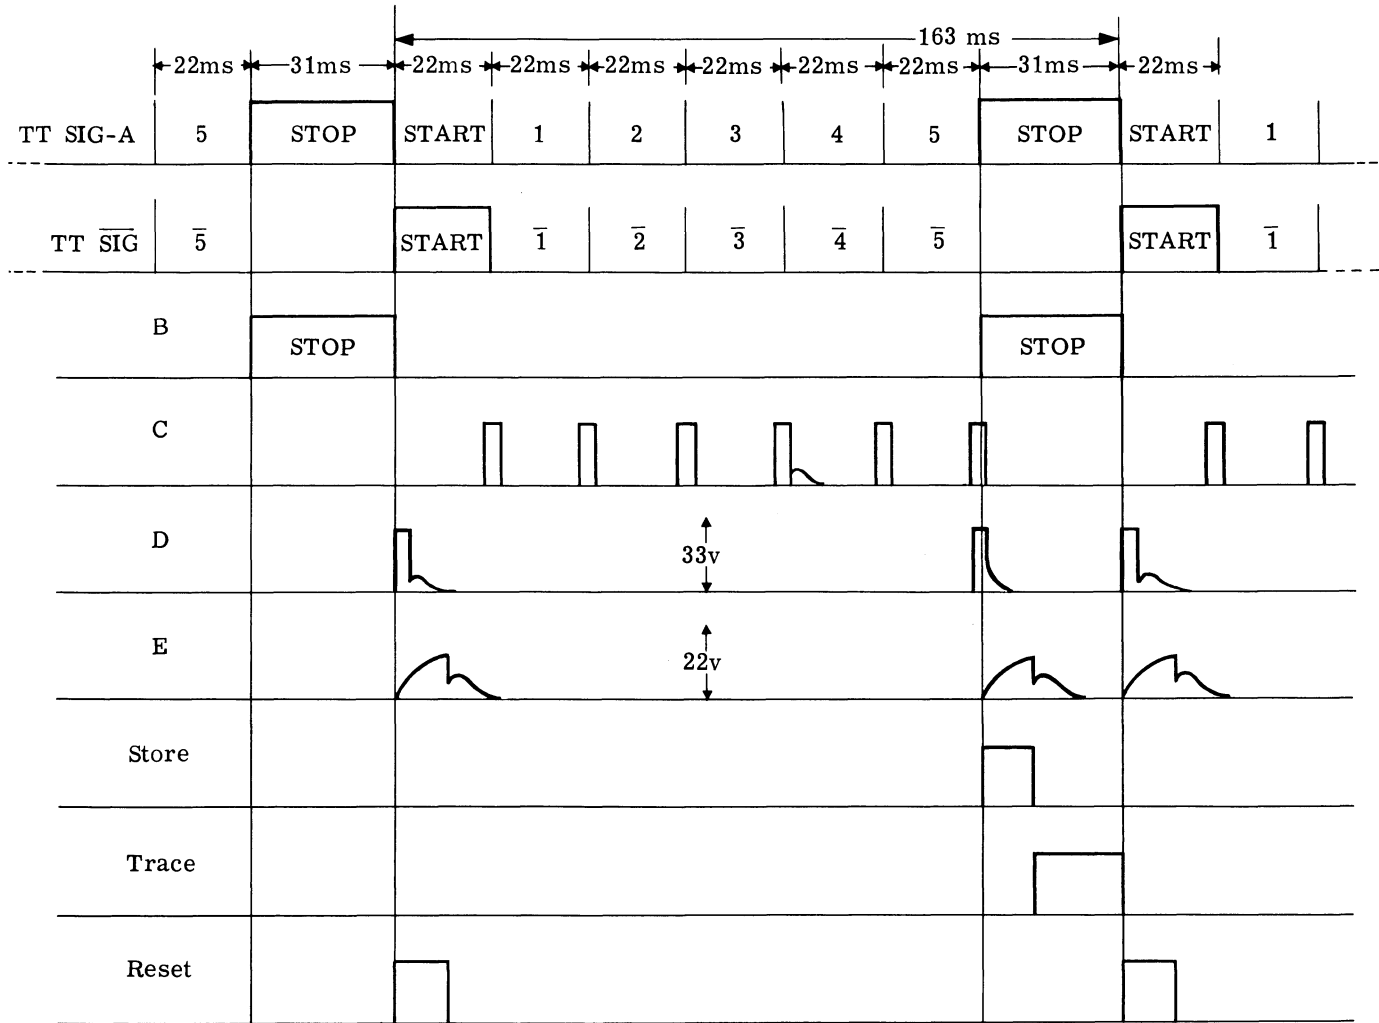 163 ms
22ms 31ms 22ms 22ms 22ms 22ms 22ms 22ms 31ms 22ms
TT SIG-A 5 STOP START 1 2 3 4 5 STOP START 1
TT S̅I̅G̅ 5̅ START 1̅ 2̅ 3̅ 4̅ 5̅ START 1̅
B STOP STOP
C
D 33v
E 22v
Store
Trace
Reset